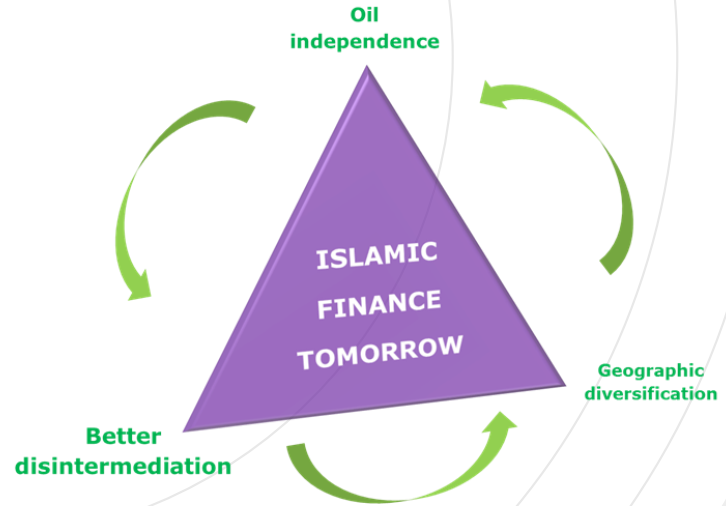 Oil
independence
ISLAMIC
FINANCE
TOMORROW
Geographic
diversification
Better
disintermediation